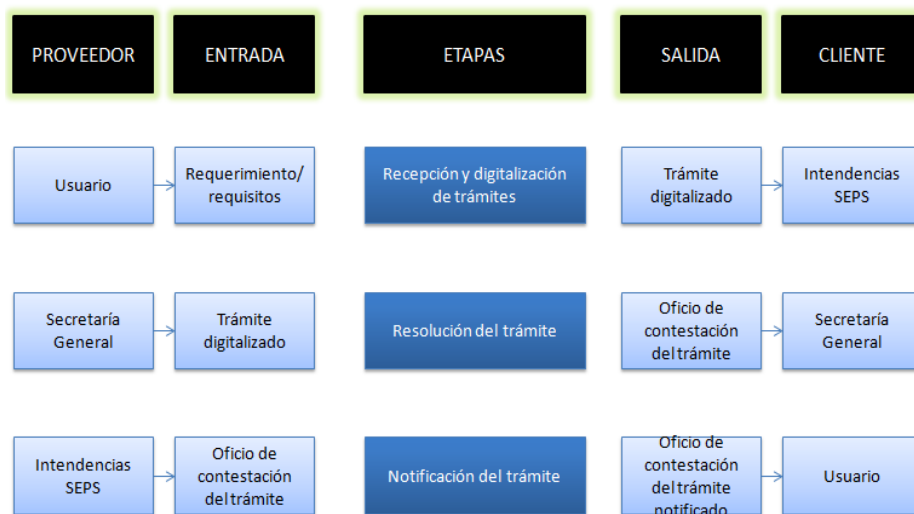 PROVEEDOR
ENTRADA
ETAPAS
SALIDA
CLIENTE
Usuario
Requerimiento/
requisitos
Recepción y digitalización
de trámites
Trámite
digitalizado
Intendencias
SEPS
Secretaría
General
Trámite
digitalizado
Resolución del trámite
Oficio de
contestación
del trámite
Secretaría
General
Intendencias
SEPS
Oficio de
contestación
del trámite
Notificación del trámite
Oficio de
contestación
del trámite
notificado
Usuario